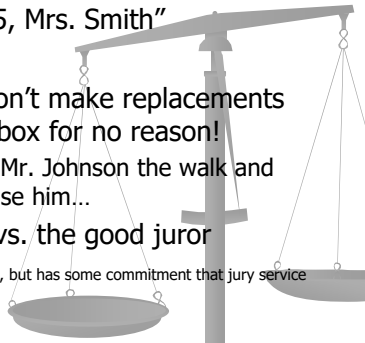 5, Mrs. Smith”
on’t make replacements
box for no reason!
Mr. Johnson the walk and
se him…
vs. the good juror
, but has some commitment that jury service